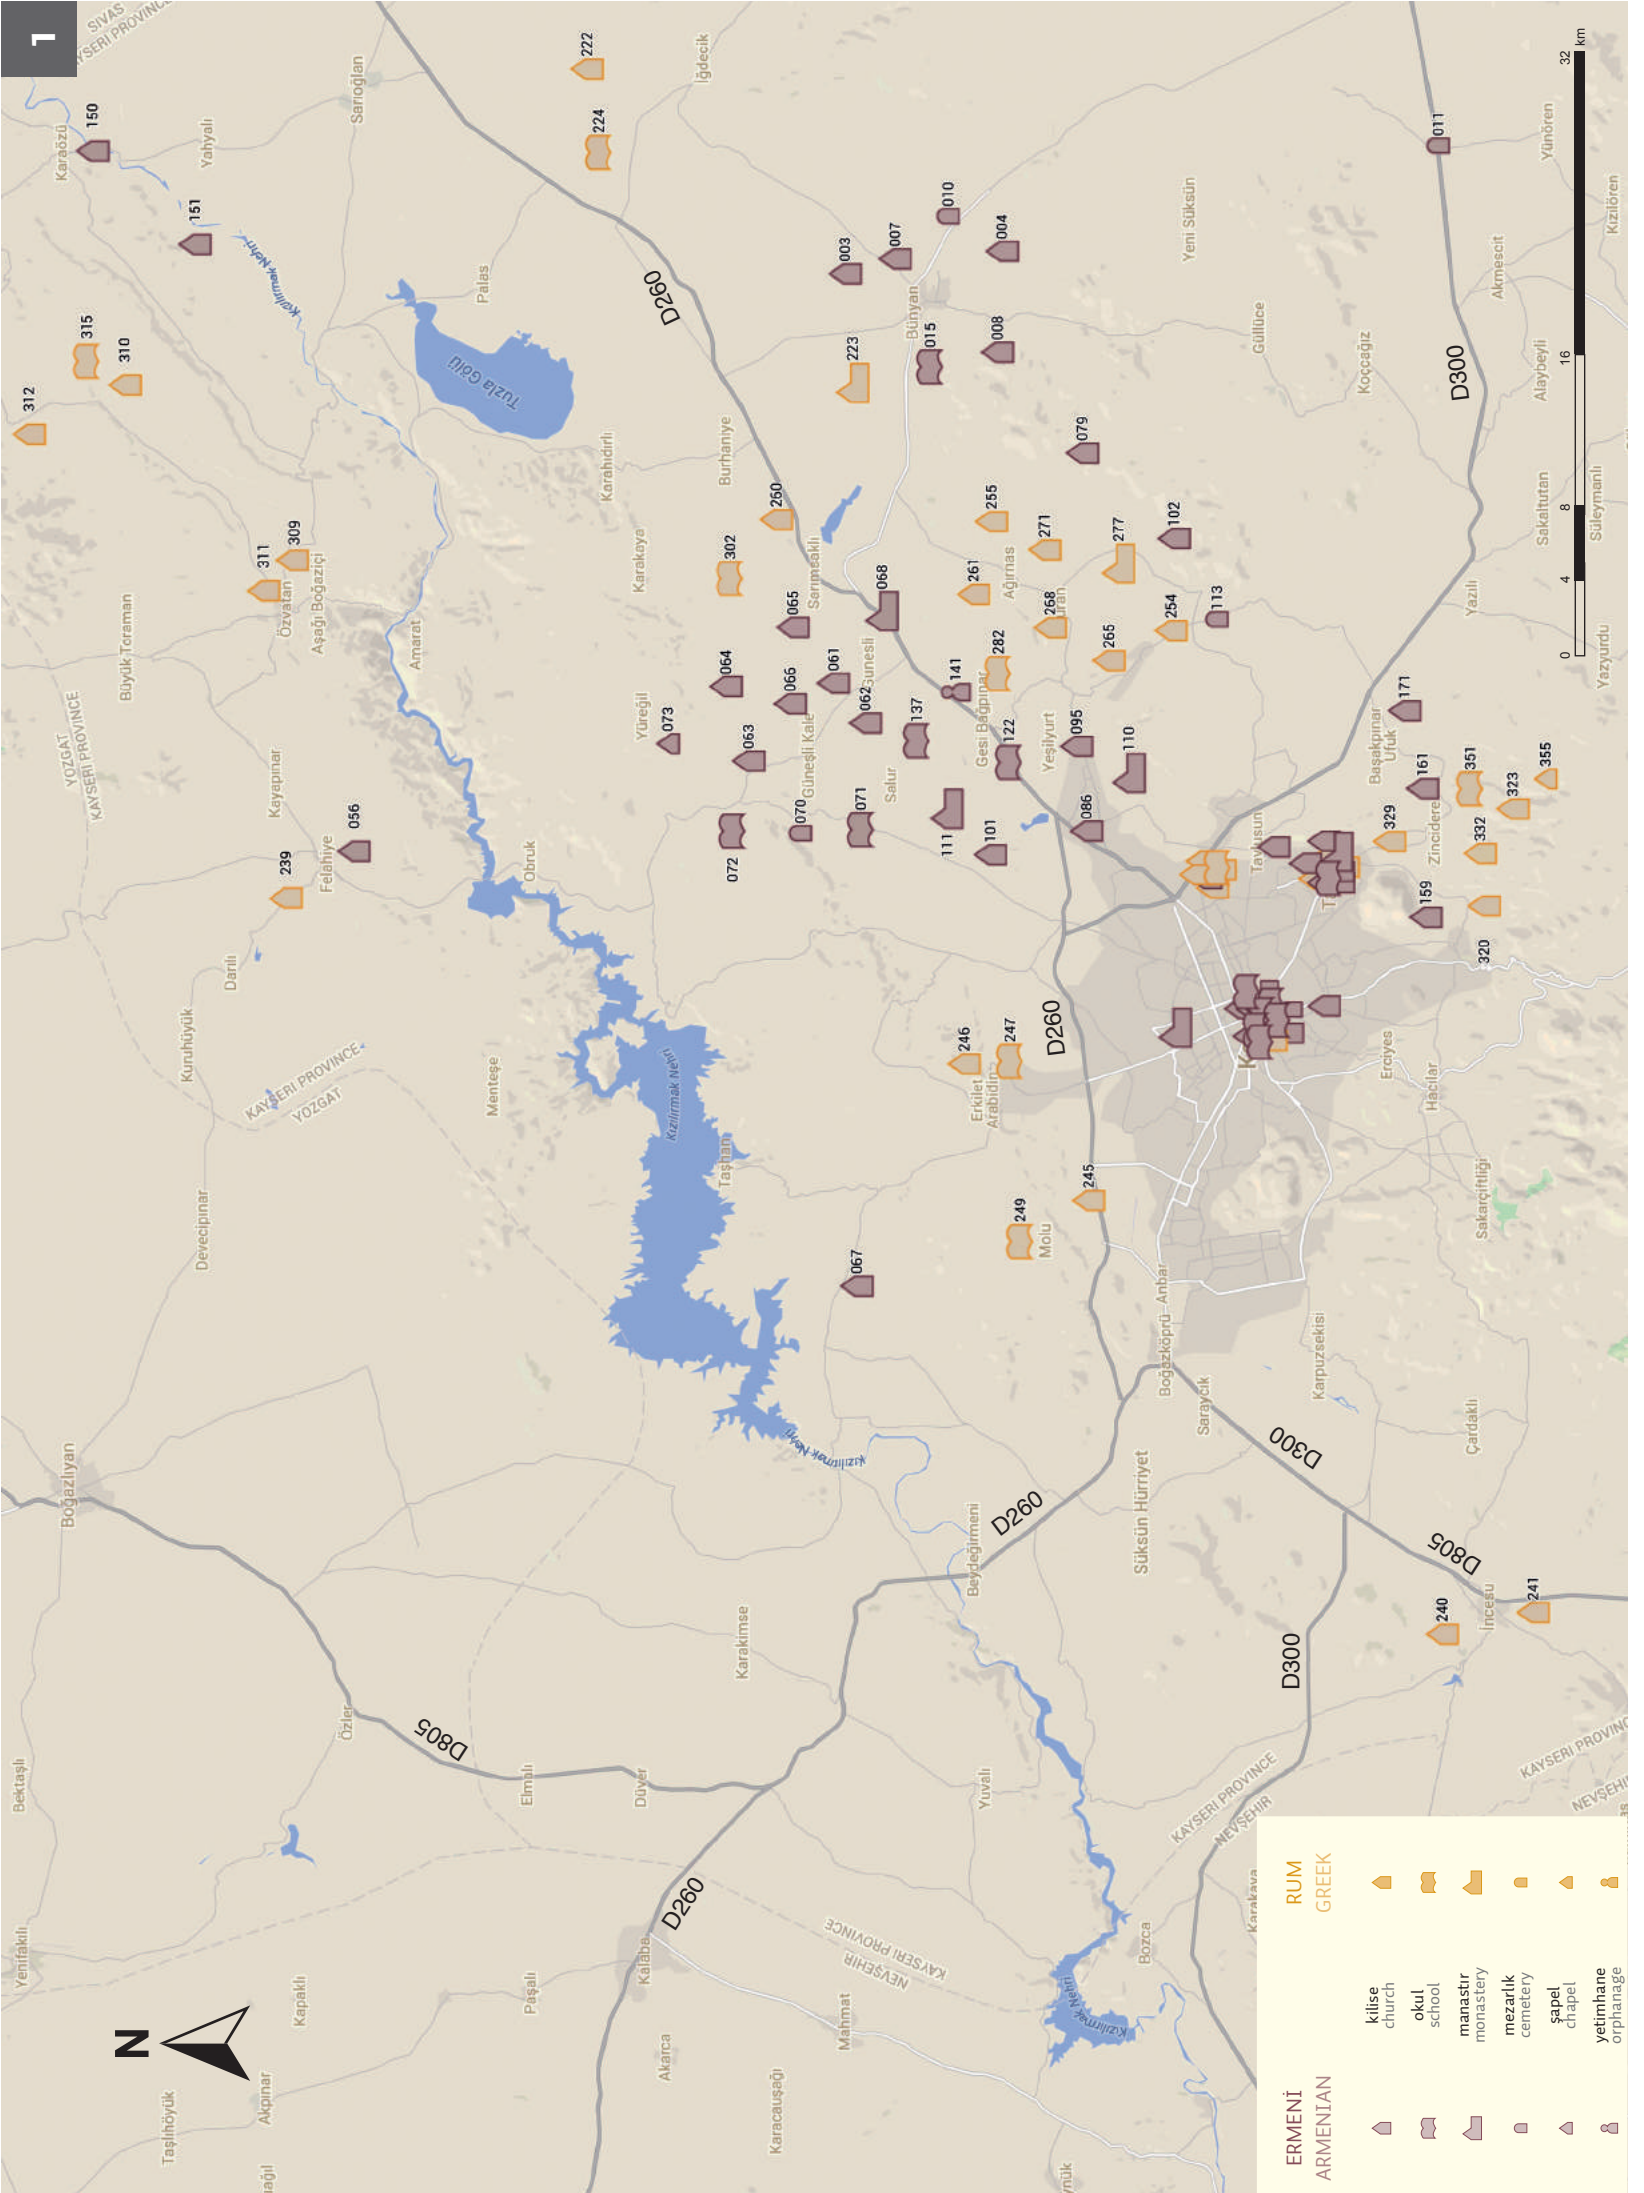 1
SIVAS
KAYSERI PROVINCE
N
Karaözü
150
Yahyalı
151
Sarıoğlan
222
224
İğdecik
Kızılırmak Nehri
Palas
Tuzla Gölü
D260
315
310
312
003
007
010
004
Bünyan
015
008
223
Yeni Süksün
Güllüce
Koçcağız
011
Yünören
Kızılören
Akmescit
D300
Alaybeyli
Sakaltutan
Süleymanlı
Yazılı
Yazyurdu
0
4
8
16
32
km
079
Karahıdırlı
Burhaniye
260
302
Karakaya
Sarımsaklı
255
271
261
Ağırnas
277
102
268
254
113
265
068
065
282
141
Gesi Bağpınar
309
311
Özvatan
Aşağı Boğaziçi
Büyük Toraman
Amarat
YOZGAT
KAYSERI PROVINCE
Kayapınar
239
Felahiye
056
Obruk
Yüreğil
073
064
066
061
062
063
Güneşli Kale
137
Salur
122
Yeşilyurt
095
110
072
070
071
111
101
086
171
Başakpınar
Ufuk
161
351
355
323
329
332
Zincidere
159
320
Tavlusun
Darılı
Kuruhüyük
KAYSERI PROVINCE
YOZGAT
Menteşe
Kızılırmak Nehri
Taşhan
246
247
Erkilet
D260
Erciyes
Hacılar
Sakarçiftliği
245
249
Molu
067
Devecipınar
Boğazköprü
Anbar
Saraycık
Karpuzsekisi
Çardaklı
D300
D805
Boğazlıyan
Kızılırmak Nehri
Beydeğirmeni
D260
Süksün Hürriyet
240
241
İncesu
D300
Karakimse
Özler
D805
Bektaşlı
Elmalı
Düver
Yuvalı
KAYSERI PROVINCE
NEVŞEHIR
KAYSERI PROVINCE
NEVŞEHIR
D260
Yenifakılı
Kapaklı
Paşalı
Kalaba
KAYSERI PROVINCE
NEVŞEHIR
Bozca
Karakaya
Kızılırmak Nehri
Mahmat
Akarca
Karacauşağı
Akpınar
Taşlıhöyük
ERMENİ
ARMENIAN
RUM
GREEK
kilise
church
okul
school
manastır
monastery
mezarlık
cemetery
şapel
chapel
yetimhane
orphanage